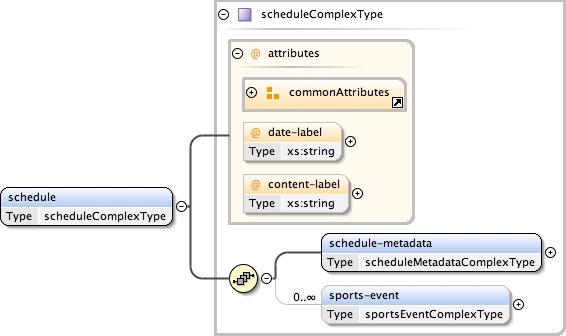 scheduleComplexType
@ attributes
commonAttributes
@ date-label
Type xs:string
@ content-label
Type xs:string
schedule
Type scheduleComplexType
schedule-metadata
Type scheduleMetadataComplexType
0..∞
sports-event
Type sportsEventComplexType